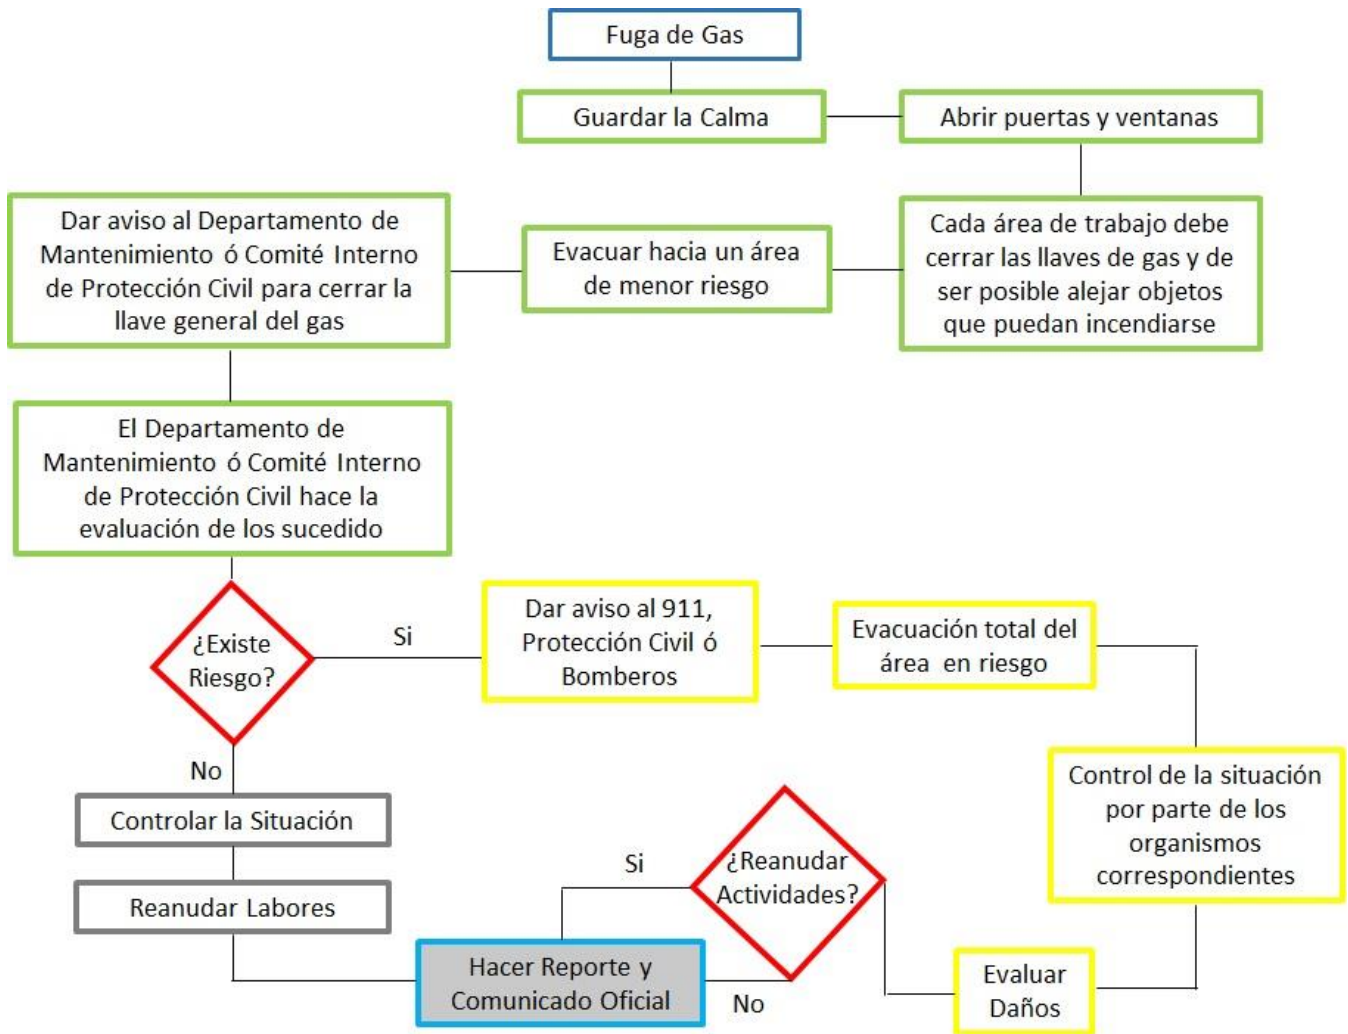 Fuga de Gas
Guardar la Calma
Abrir puertas y ventanas
Cada área de trabajo debe
cerrar las llaves de gas y de
ser posible alejar objetos
que puedan incendiarse
Evacuar hacia un área
de menor riesgo
Dar aviso al Departamento de
Mantenimiento ó Comité Interno
de Protección Civil para cerrar la
llave general del gas
El Departamento de
Mantenimiento ó Comité Interno
de Protección Civil hace la
evaluación de los sucedido
¿Existe
Riesgo?
Si
Dar aviso al 911,
Protección Civil ó
Bomberos
Evacuación total del
área en riesgo
Control de la situación
por parte de los
organismos
correspondientes
Evaluar
Daños
¿Reanudar
Actividades?
Si
No
No
Controlar la Situación
Reanudar Labores
Hacer Reporte y
Comunicado Oficial